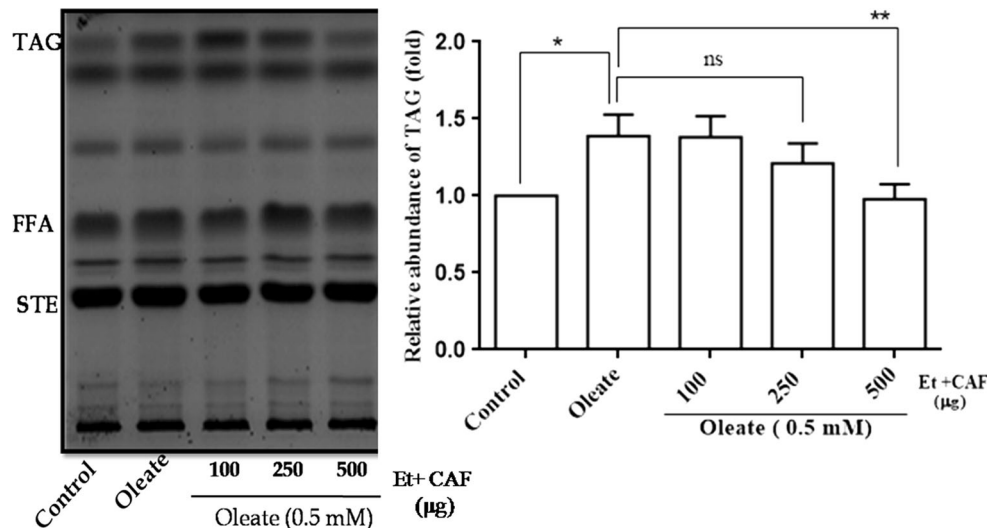 TAG
FFA
STE
Control
Oleate
100 250 500
Et+ CAF
(µg)
Oleate (0.5 mM)
Relative abundance of TAG (fold)
2.0
1.5
1.0
0.5
0.0
*
ns
**
Control
Oleate
100
250
500
Et +CAF
(µg)
Oleate ( 0.5 mM)